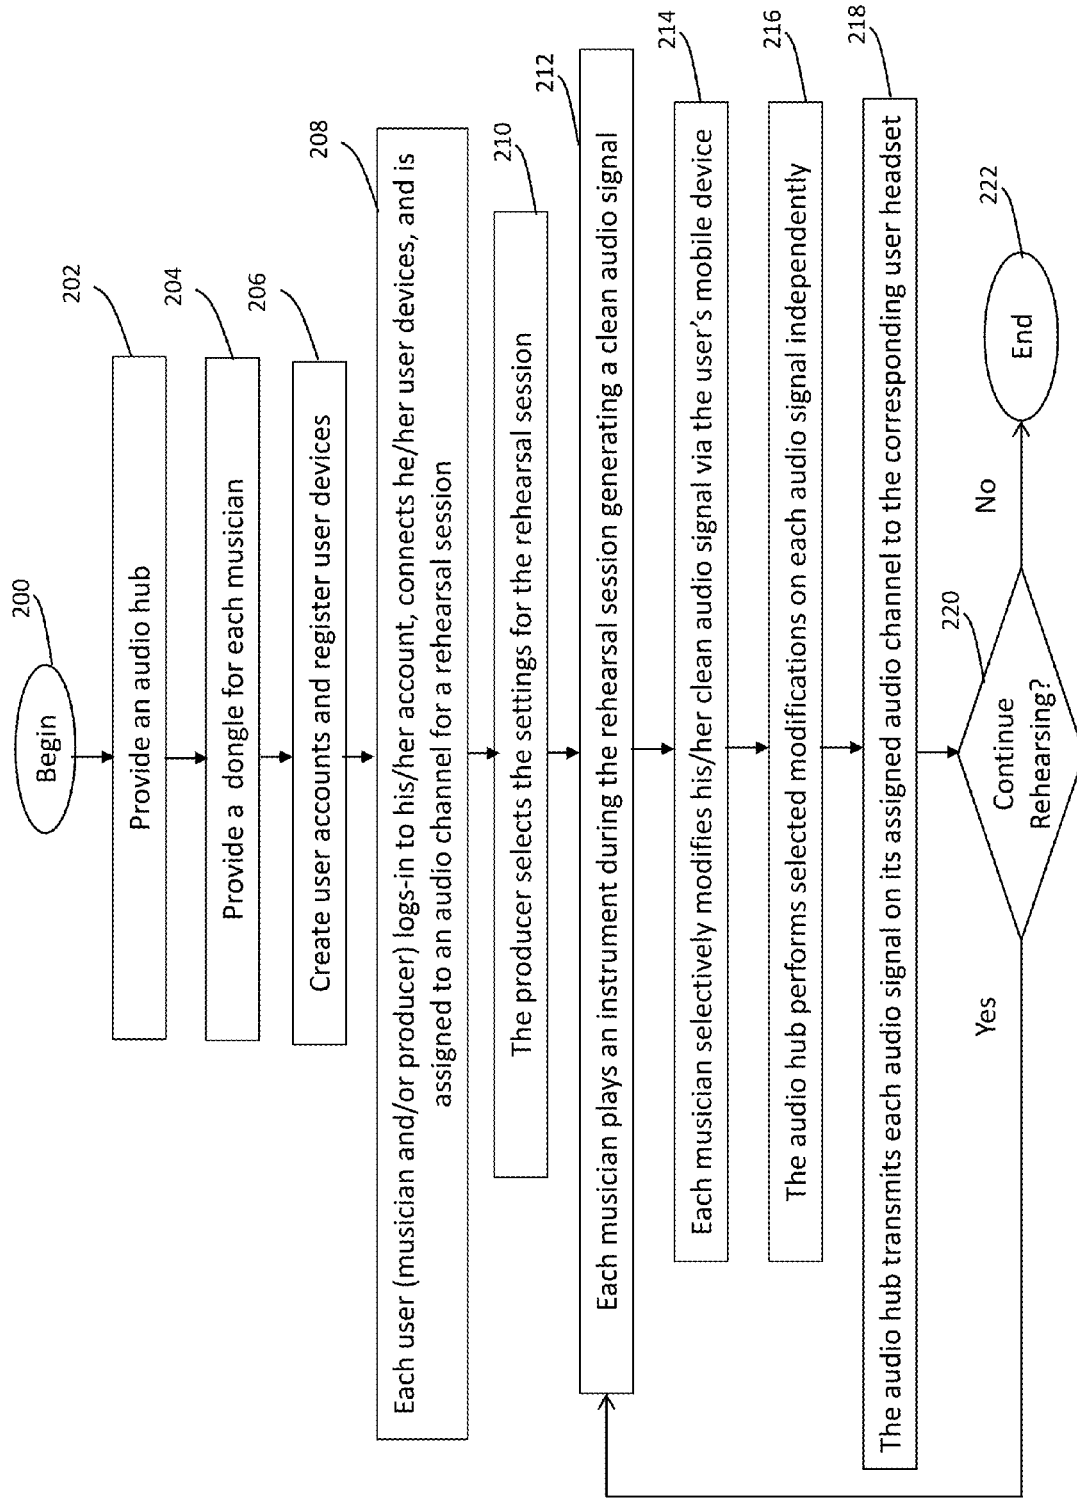 200
Begin
202
Provide an audio hub
204
Provide a dongle for each musician
206
Create user accounts and register user devices
208
Each user (musician and/or producer) logs-in to his/her account, connects he/her user devices, and is
assigned to an audio channel for a rehearsal session
210
The producer selects the settings for the rehearsal session
212
Each musician plays an instrument during the rehearsal session generating a clean audio signal
214
Each musician selectively modifies his/her clean audio signal via the user's mobile device
216
The audio hub performs selected modifications on each audio signal independently
218
The audio hub transmits each audio signal on its assigned audio channel to the corresponding user headset
220
Continue
Rehearsing?
Yes
No
222
End